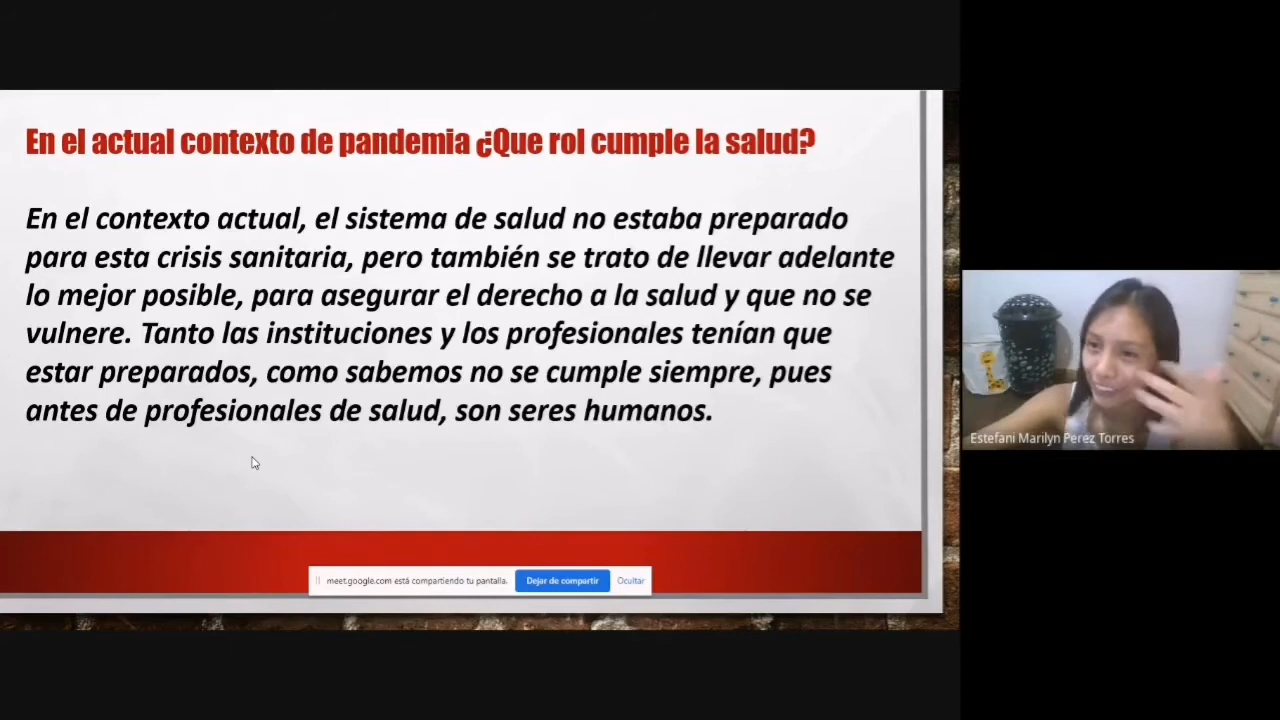 En el actual contexto de pandemia ¿Que rol cumple la salud?
En el contexto actual, el sistema de salud no estaba preparado
para esta crisis sanitaria, pero también se trato de llevar adelante
lo mejor posible, para asegurar el derecho a la salud y que no se
vulnere. Tanto las instituciones y los profesionales tenían que
estar preparados, como sabemos no se cumple siempre, pues
antes de profesionales de salud, son seres humanos.
Estefani Marilyn Perez Torres
meet.google.com está compartiendo tu pantalla. Dejar de compartir Ocultar